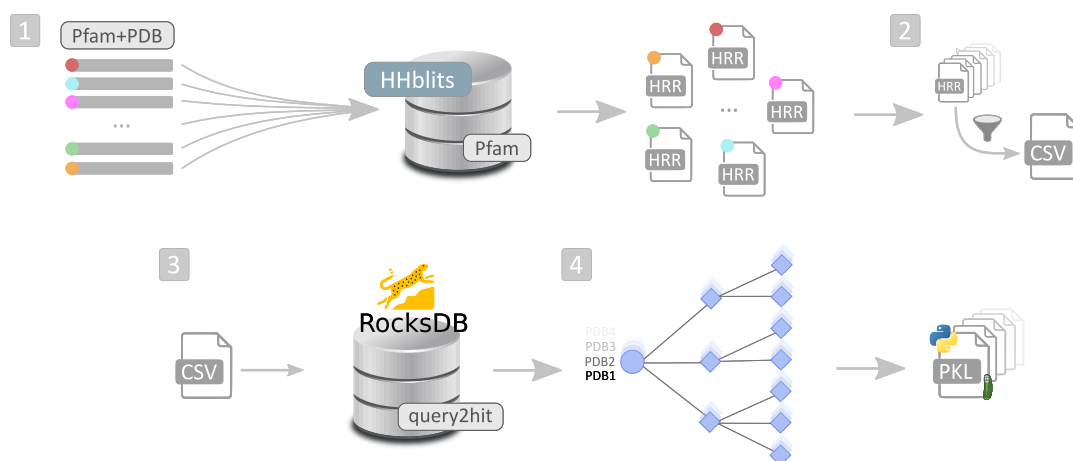 1
Pfam+PDB
...
HHblits
Pfam
HRR
HRR
HRR
...
HRR
HRR
2
HRR
CSV
3
CSV
RocksDB
query2hit
4
PDB4
PDB3
PDB2
PDB1
PKL